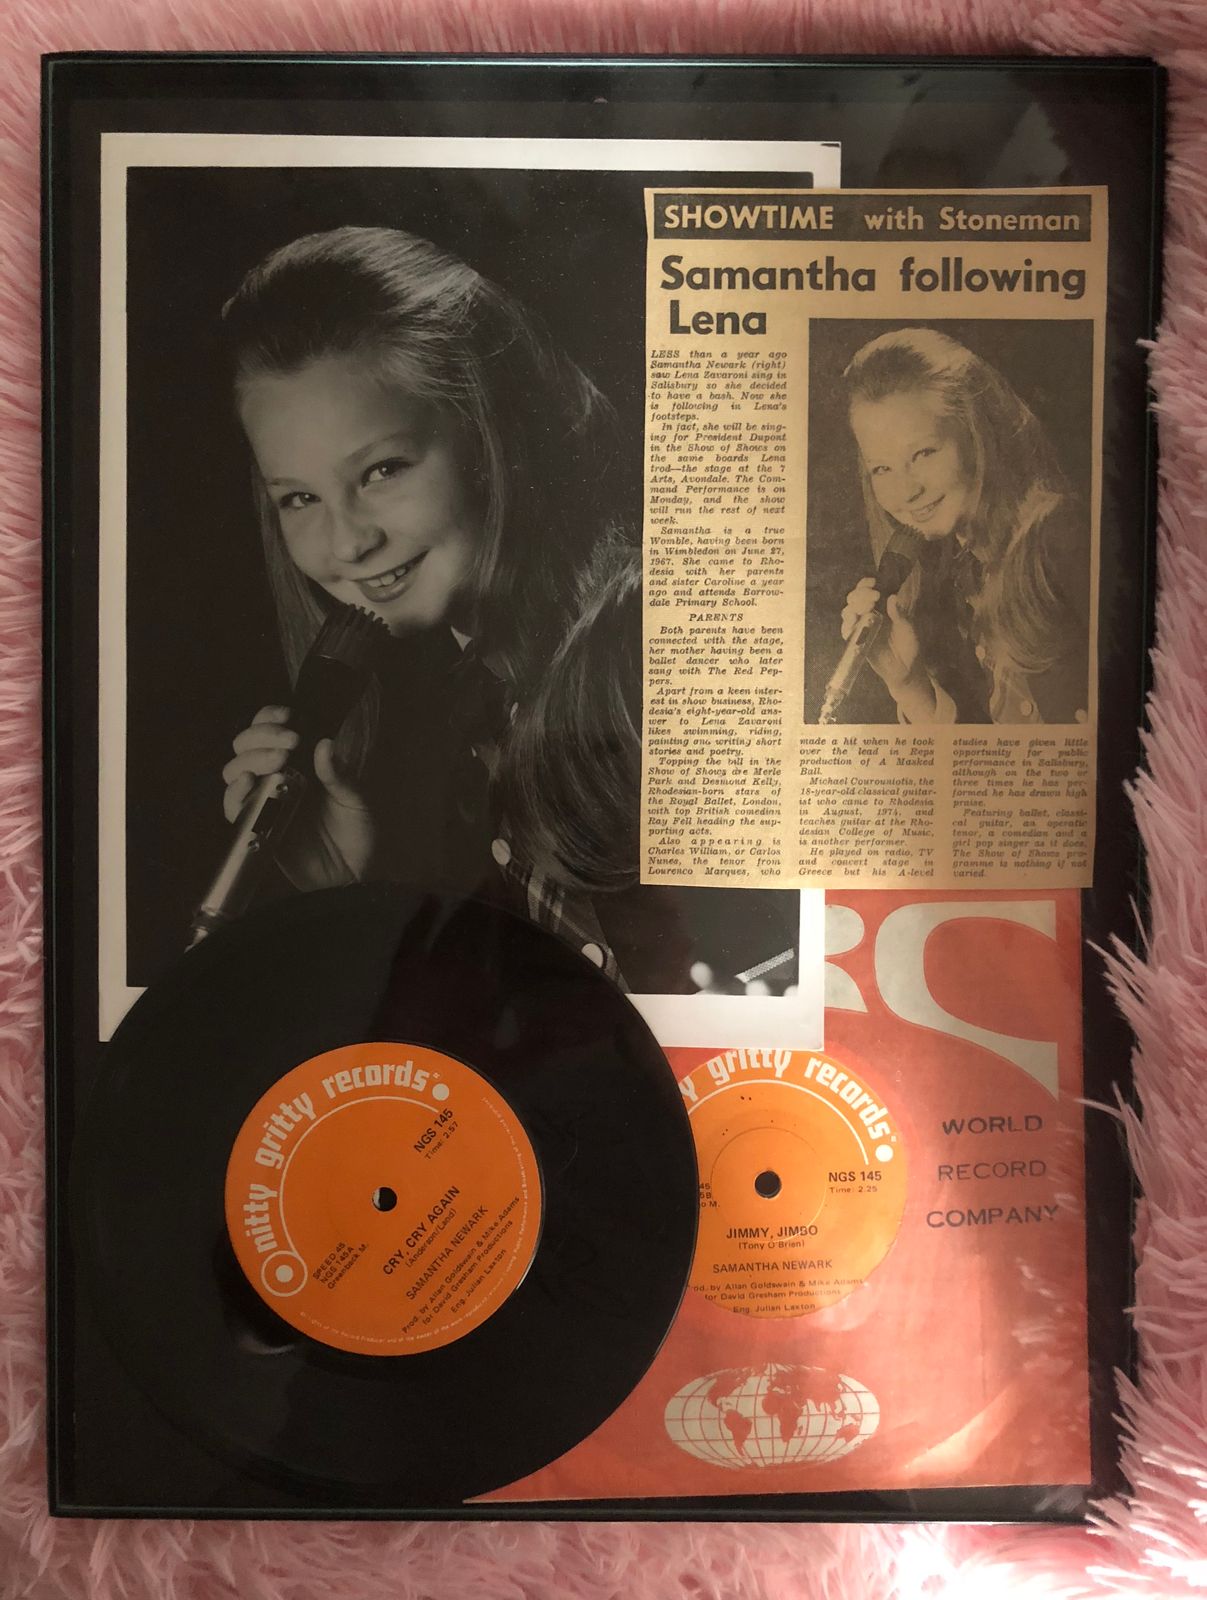 SHOWTIME with Stoneman
Samantha following
Lena
LESS than a year ago
Samantha Newark (right)
saw Lena Zavaroni sing in
Salisbury so she decided
to have a bash. Now she
is following in Lena's
footsteps.
In fact, she will be sing-
ing for President Dupont
in the Show of Shows on
the same boards Lena
trod—the stage at the 7
Arts, Avondale. The Com-
mand Performance is on
Monday, and the show
will run the rest of next
week.
Samantha is a true
Womble, having been born
in Wimbledon on June 27,
1967. She came to Rho-
desia with her parents
and sister Caroline a year
ago and attends Borrow-
dale Primary School.
PARENTS
Both parents have been
connected with the stage,
her mother having been a
ballet dancer who later
sang with The Red Pep-
pers.
Apart from a keen inter-
est in show business, Rho-
desia's eight-year-old ans-
wer to Lena Zavaroni
likes swimming, riding,
painting and writing short
stories and poetry.
Topping the bill in the
Show of Shows are Merle
Park and Desmond Kelly,
Rhodesian-born stars of
the Royal Ballet, London,
with top British comedian
Ray Fell heading the sup-
porting acts.
Also appearing is
Charles William, or Carlos
Nunes, the tenor from
Lourenco Marques, who
made a hit when he took
over the lead in Reps
production of A Masked
Ball.
Michael Courouniotis, the
18-year-old classical guitar-
ist who came to Rhodesia
in August, 1974, and
teaches guitar at the Rho-
desian College of Music,
is another performer.
He played on radio, TV
and concert stage in
Greece but his A-level
studies have given little
opportunity for public
performance in Salisbury,
although on the two or
three times he has per-
formed he has drawn high
praise.
Featuring ballet, classi-
cal guitar, an operatic
tenor, a comedian and a
girl pop singer as it does,
The Show of Shows pro-
gramme is nothing if not
varied.
nitty gritty records
NGS 145
Time: 2.57
SPEED 45
NGS 145A
Greenback M.
CRY, CRY AGAIN
(Anderson/Land)
SAMANTHA NEWARK
Prod. by Allan Goldswain & Mike Adams
for David Gresham Productions
Eng. Julian Laxton
y gritty records
NGS 145
Time: 2.25
45
5B
o M.
JIMMY, JIMBO
(Tony O'Brien)
SAMANTHA NEWARK
od. by Allan Goldswain & Mike Adams
for David Gresham Productions
Eng. Julian Laxton
WORLD
RECORD
COMPANY